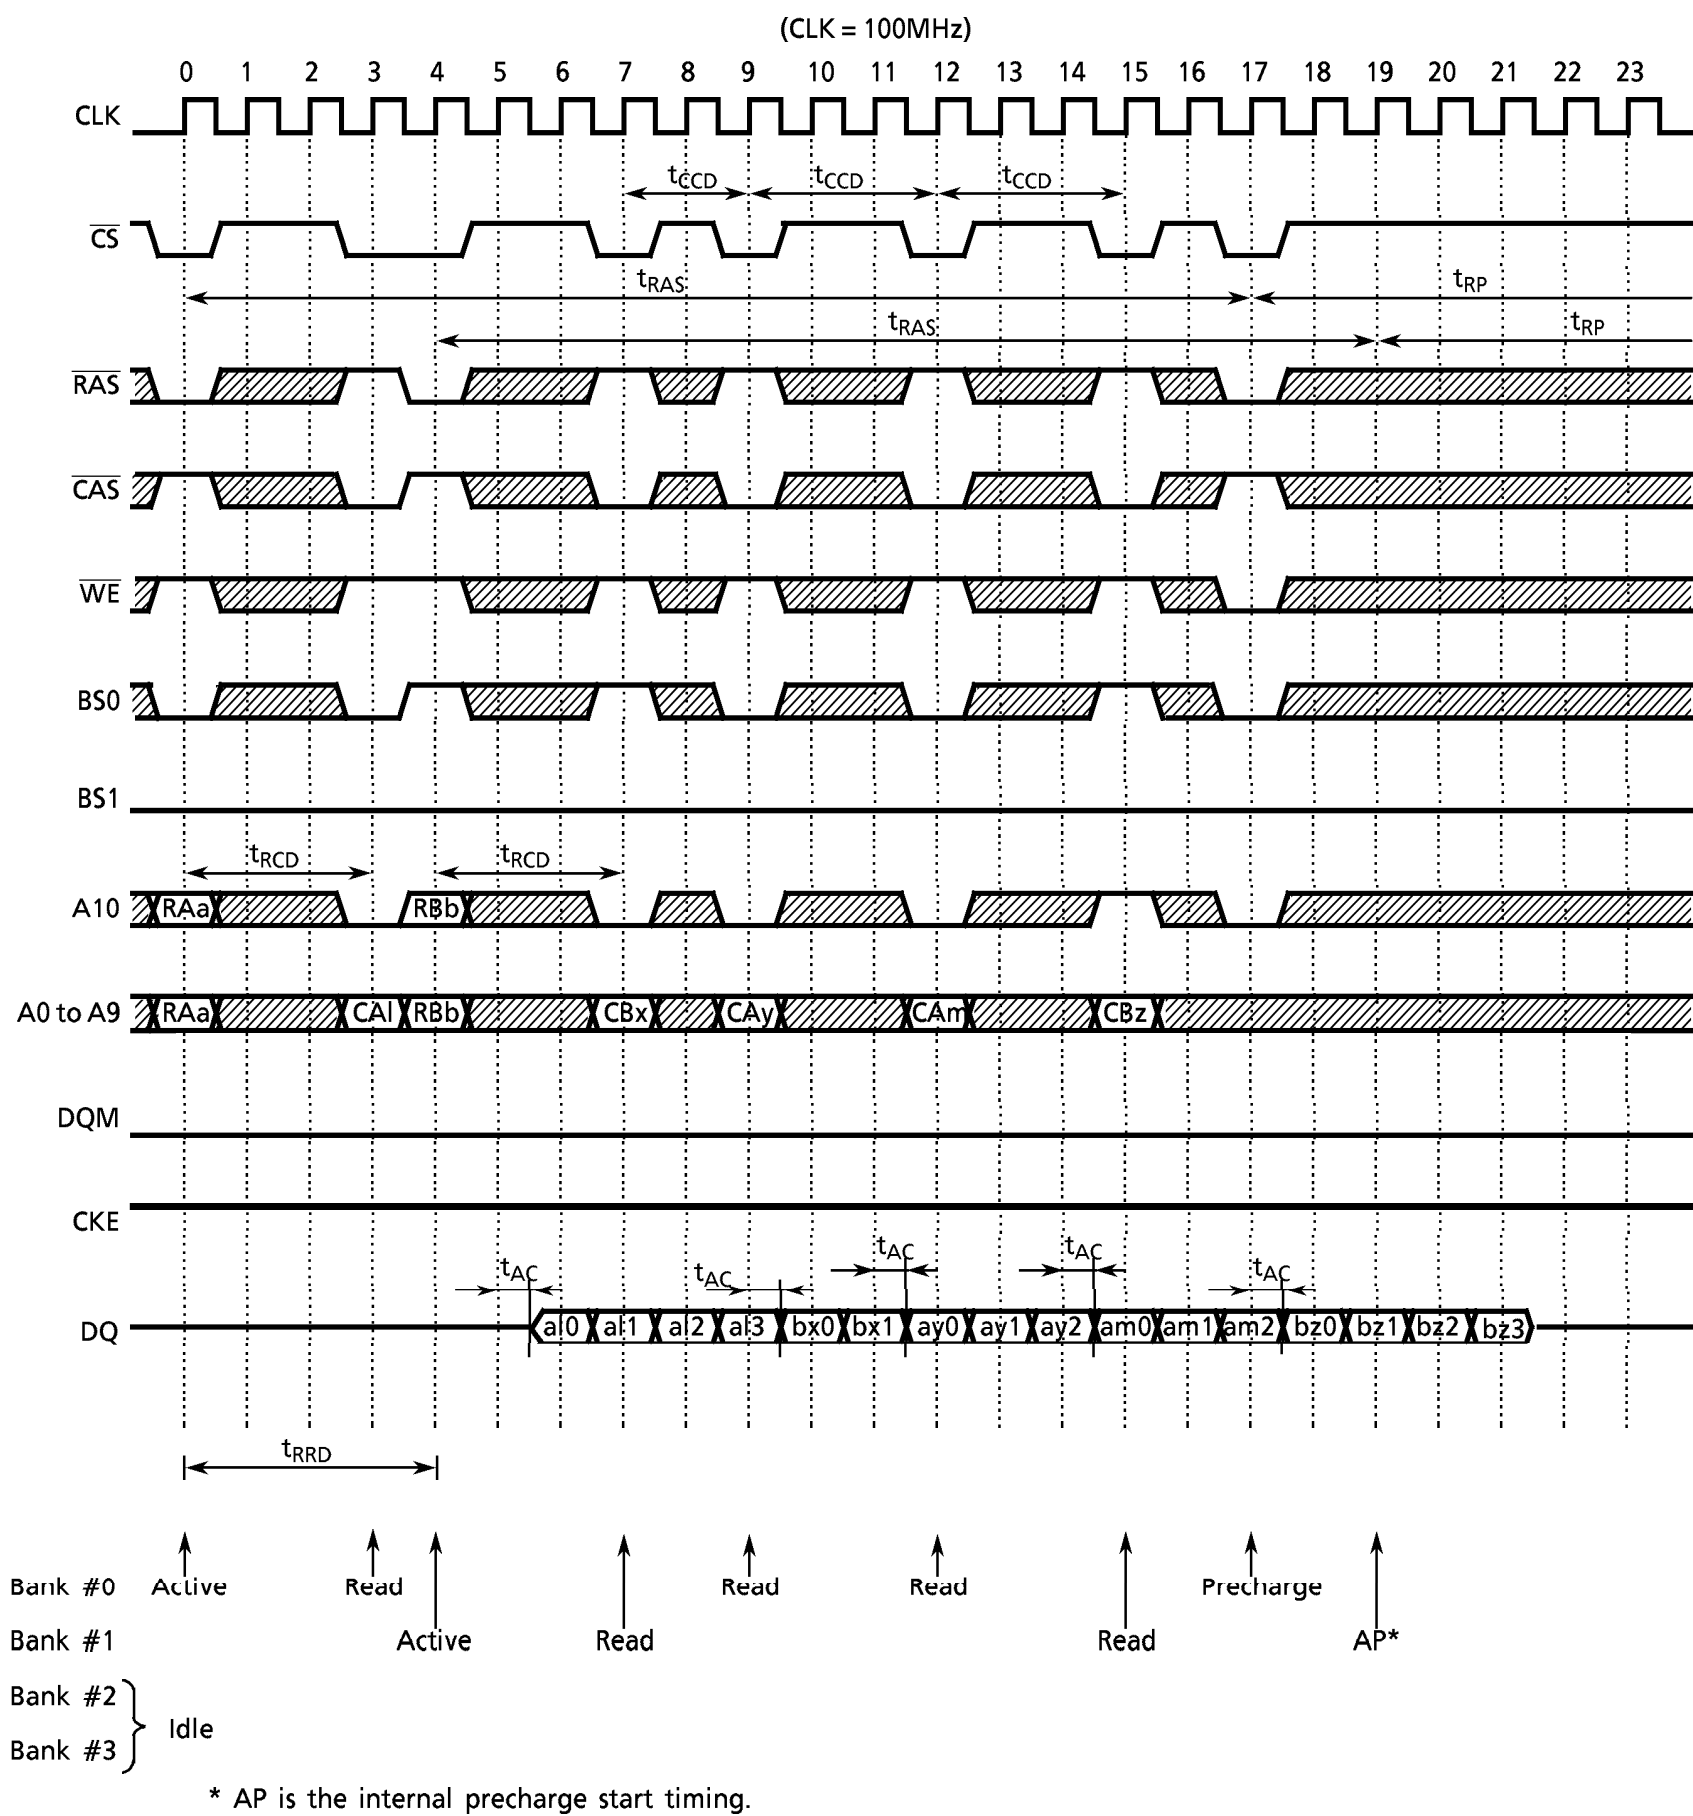 (CLK = 100MHz)
0 1 2 3 4 5 6 7 8 9 10 11 12 13 14 15 16 17 18 19 20 21 22 23
CLK
tCCD tCCD tCCD
CS
tRAS tRP
tRAS tRP
RAS
CAS
WE
BS0
BS1
tRCD tRCD
A10 RAa RBb
A0 to A9 RAa CAl RBb CBx CAy CAm CBz
DQM
CKE
tAC tAC tAC tAC tAC
DQ al0 al1 al2 al3 bx0 bx1 ay0 ay1 ay2 am0 am1 am2 bz0 bz1 bz2 bz3
tRRD
Bank #0 Active Read Read Read Precharge
Bank #1 Active Read Read AP*
Bank #2
Idle
Bank #3
* AP is the internal precharge start timing.